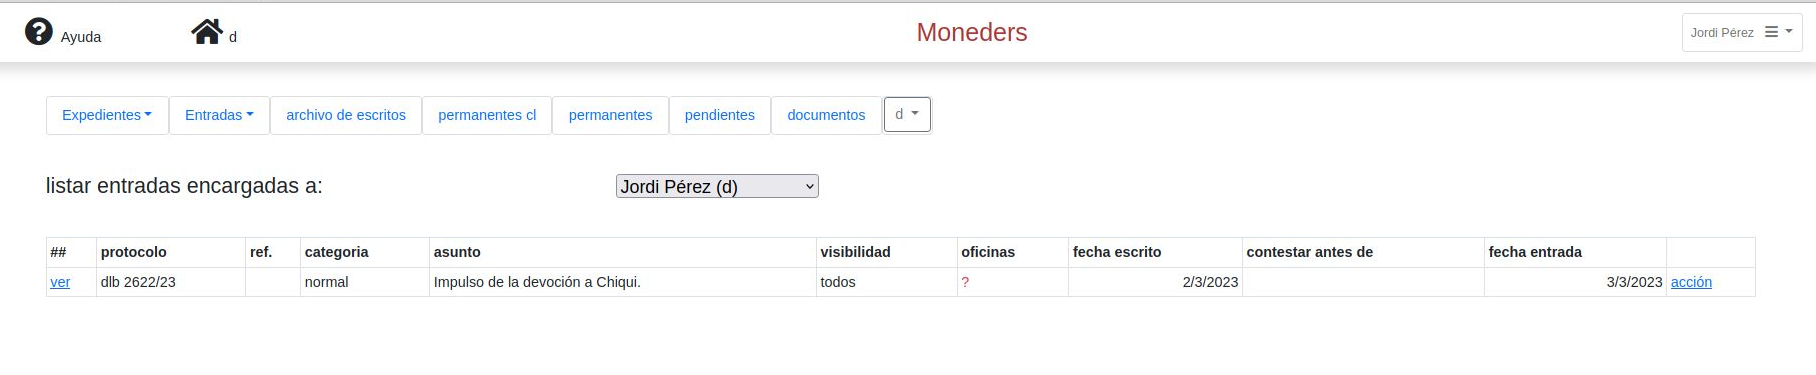 Ayuda d Moneders Jordi Pérez
Expedientes Entradas archivo de escritos permanentes cl permanentes pendientes documentos d
listar entradas encargadas a: Jordi Pérez (d)
## protocolo ref. categoria asunto visibilidad oficinas fecha escrito contestar antes de fecha entrada
ver dlb 2622/23 normal Impulso de la devoción a Chiqui. todos ? 2/3/2023 3/3/2023 acción